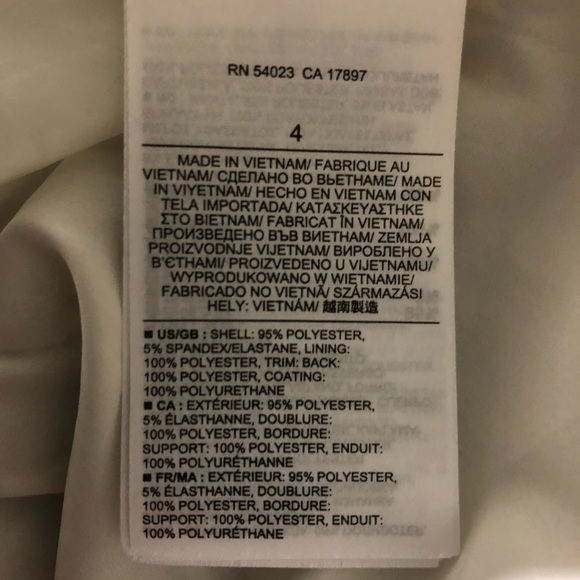 RN 54023 CA 17897
4
MADE IN VIETNAM/ FABRIQUE AU
VIETNAM/ СДЕЛАНО ВО ВЬЕТНАМЕ/ MADE
IN VIYETNAM/ HECHO EN VIETNAM CON
TELA IMPORTADA/ ΚΑΤΑΣΚΕΥΑΣΤΗΚΕ
ΣΤΟ ΒΙΕΤΝΑΜ/ FABRICAT ÎN VIETNAM/
ПРОИЗВЕДЕНО ВЪВ ВИЕТНАМ/ ZEMLJA
PROIZVODNJE VIJETNAM/ ВИРОБЛЕНО У
В'ЄТНАМІ/ PROIZVEDENO U VIJETNAMU/
WYPRODUKOWANO W WIETNAMIE/
FABRICADO NO VIETNÃ/ SZÁRMAZÁSI
HELY: VIETNÁM/ 越南製造
■ US/GB : SHELL: 95% POLYESTER,
5% SPANDEX/ELASTANE, LINING:
100% POLYESTER, TRIM: BACK:
100% POLYESTER, COATING:
100% POLYURETHANE
■ CA : EXTÉRIEUR: 95% POLYESTER,
5% ÉLASTHANNE, DOUBLURE:
100% POLYESTER, BORDURE:
SUPPORT: 100% POLYESTER, ENDUIT:
100% POLYURÉTHANNE
■ FR/MA : EXTÉRIEUR: 95% POLYESTER,
5% ÉLASTHANNE, DOUBLURE:
100% POLYESTER, BORDURE:
SUPPORT: 100% POLYESTER, ENDUIT:
100% POLYURÉTHANE